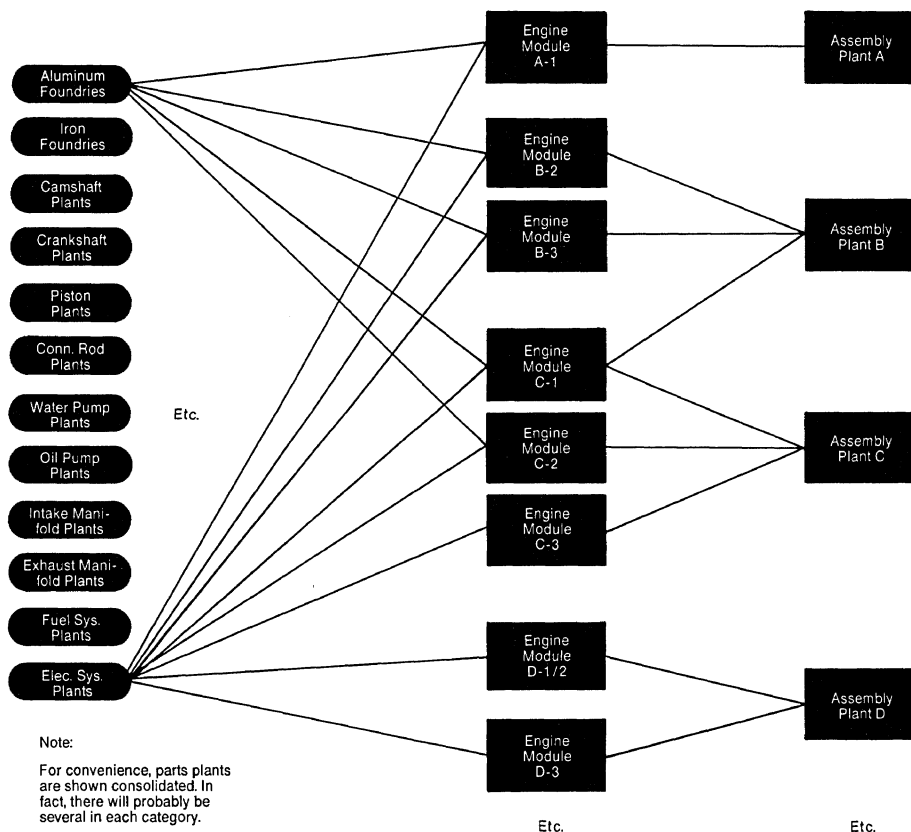 Aluminum
Foundries
Iron
Foundries
Camshaft
Plants
Crankshaft
Plants
Piston
Plants
Conn. Rod
Plants
Water Pump
Plants
Oil Pump
Plants
Intake Mani-
fold Plants
Exhaust Mani-
fold Plants
Fuel Sys.
Plants
Elec. Sys.
Plants
Etc.
Engine
Module
A-1
Engine
Module
B-2
Engine
Module
B-3
Engine
Module
C-1
Engine
Module
C-2
Engine
Module
C-3
Engine
Module
D-1/2
Engine
Module
D-3
Etc.
Assembly
Plant A
Assembly
Plant B
Assembly
Plant C
Assembly
Plant D
Etc.
Note:
For convenience, parts plants
are shown consolidated. In
fact, there will probably be
several in each category.